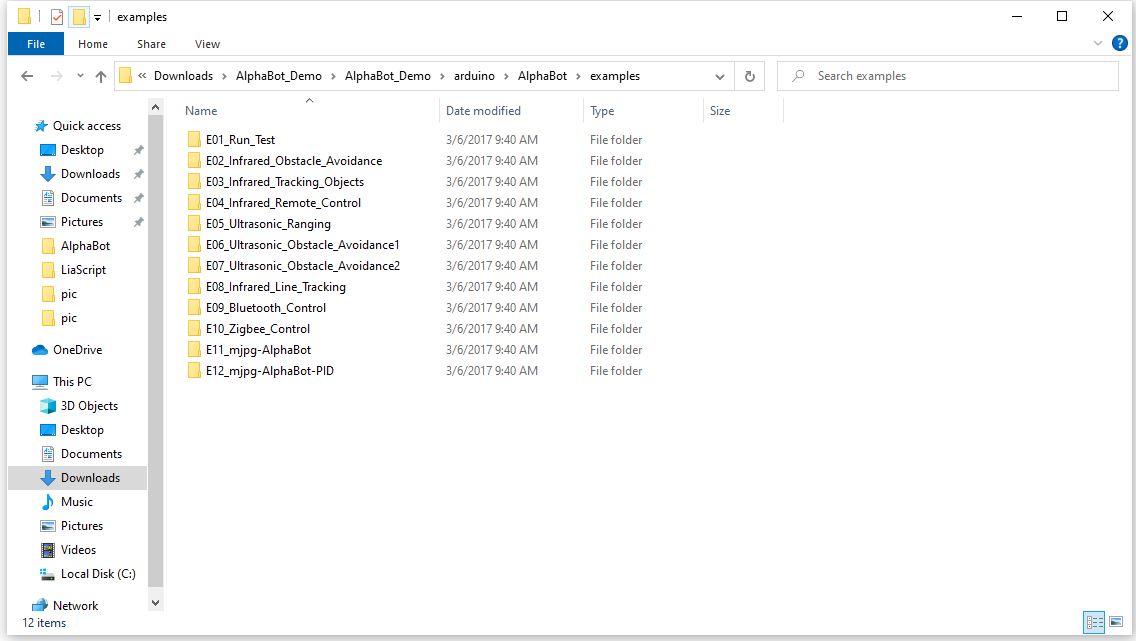 examples
File Home Share View
?
« Downloads › AlphaBot_Demo › AlphaBot_Demo › arduino › AlphaBot › examples Search examples
Name Date modified Type Size
Quick access
Desktop
Downloads
Documents
Pictures
AlphaBot
LiaScript
pic
pic
OneDrive
This PC
3D Objects
Desktop
Documents
Downloads
Music
Pictures
Videos
Local Disk (C:)
Network
E01_Run_Test 3/6/2017 9:40 AM File folder
E02_Infrared_Obstacle_Avoidance 3/6/2017 9:40 AM File folder
E03_Infrared_Tracking_Objects 3/6/2017 9:40 AM File folder
E04_Infrared_Remote_Control 3/6/2017 9:40 AM File folder
E05_Ultrasonic_Ranging 3/6/2017 9:40 AM File folder
E06_Ultrasonic_Obstacle_Avoidance1 3/6/2017 9:40 AM File folder
E07_Ultrasonic_Obstacle_Avoidance2 3/6/2017 9:40 AM File folder
E08_Infrared_Line_Tracking 3/6/2017 9:40 AM File folder
E09_Bluetooth_Control 3/6/2017 9:40 AM File folder
E10_Zigbee_Control 3/6/2017 9:40 AM File folder
E11_mjpg-AlphaBot 3/6/2017 9:40 AM File folder
E12_mjpg-AlphaBot-PID 3/6/2017 9:40 AM File folder
12 items